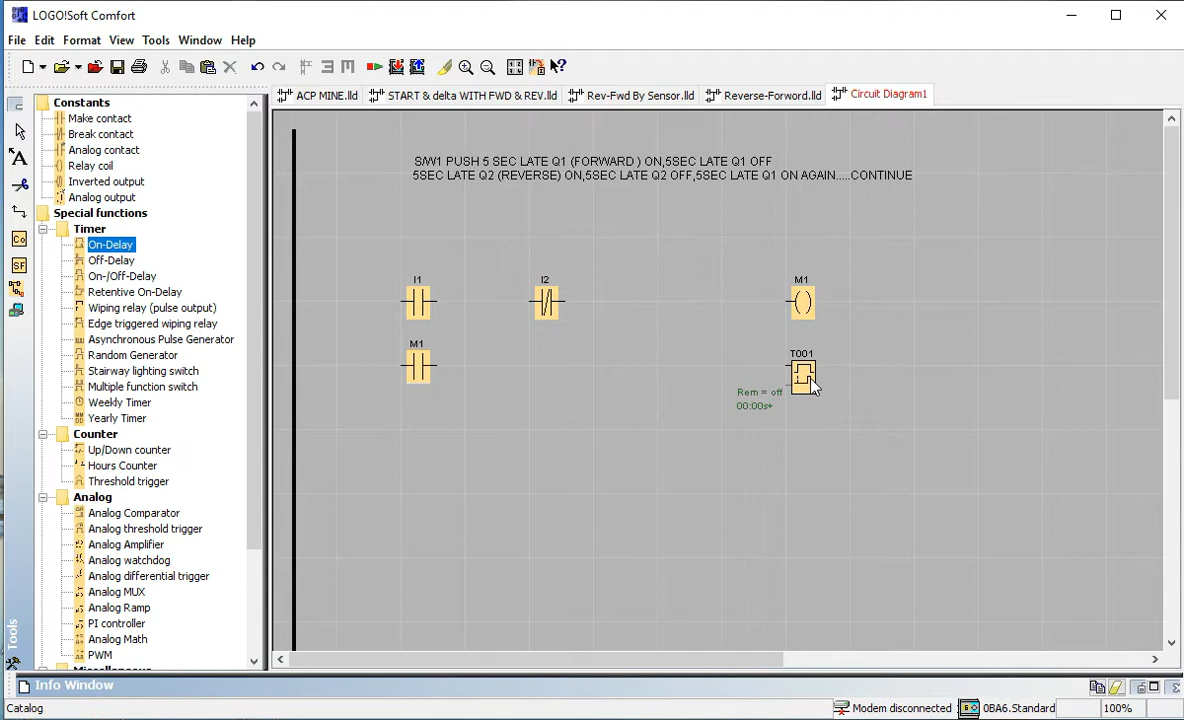 LOGO!Soft Comfort
File Edit Format View Tools Window Help
ACP MINE.lld START & delta WITH FWD & REV.lld Rev-Fwd By Sensor.lld Reverse-Forword.lld Circuit Diagram1
Constants
Make contact
Break contact
Analog contact
Relay coil
Inverted output
Analog output
Special functions
Timer
On-Delay
Off-Delay
On-/Off-Delay
Retentive On-Delay
Wiping relay (pulse output)
Edge triggered wiping relay
Asynchronous Pulse Generator
Random Generator
Stairway lighting switch
Multiple function switch
Weekly Timer
Yearly Timer
Counter
Up/Down counter
Hours Counter
Threshold trigger
Analog
Analog Comparator
Analog threshold trigger
Analog Amplifier
Analog watchdog
Analog differential trigger
Analog MUX
Analog Ramp
PI controller
Analog Math
PWM
Tools
S/W1 PUSH 5 SEC LATE Q1 (FORWARD ) ON,5SEC LATE Q1 OFF
5SEC LATE Q2 (REVERSE) ON,5SEC LATE Q2 OFF,5SEC LATE Q1 ON AGAIN.....CONTINUE
I1 I2 M1
M1 T001
Rem = off
00:00s+
Info Window
Catalog Modem disconnected 0BA6.Standard 100%